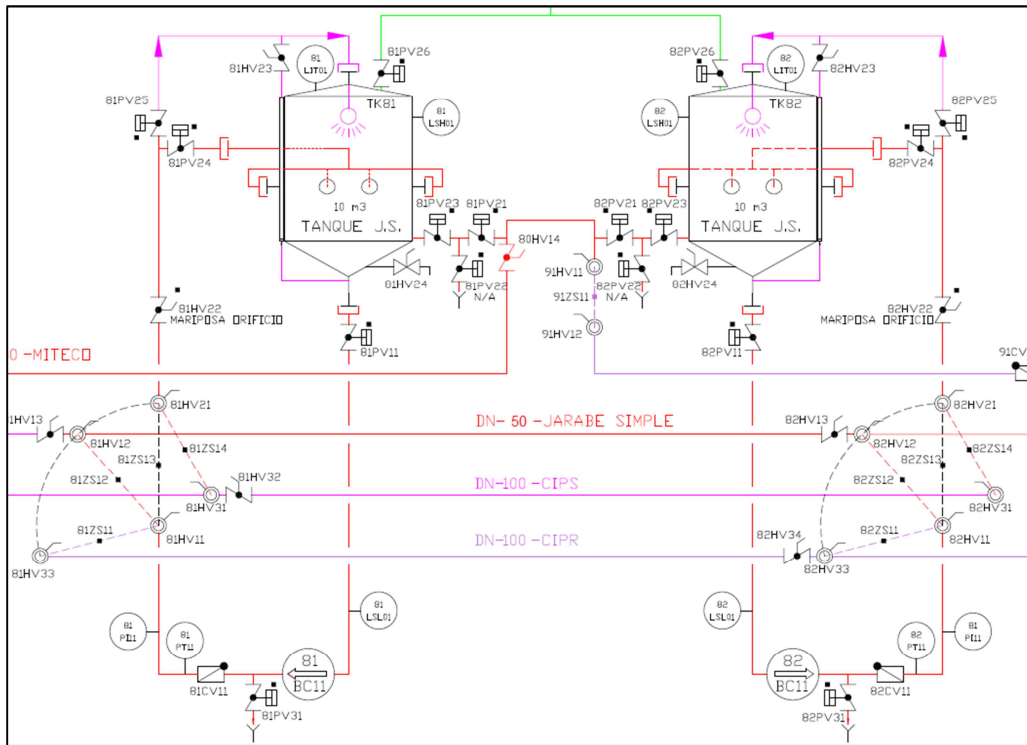 81PV26
82PV26
81HV23
81
LIT01
82
LIT01
82HV23
81PV25
TK81
81
LSH01
82
LSH01
TK82
82PV25
81PV24
82PV24
10 m3
TANQUE J.S.
81PV23
81PV21
82PV21
82PV23
10 m3
TANQUE J.S.
80HV14
91HV11
81HV24
81PV22
N/A
91ZS11
82PV22
N/A
82HV24
81HV22
MARIPOSA ORIFICIO
91HV12
82HV22
MARIPOSA ORIFICIO
81PV11
82PV11
O -MITECO
91CV
81HV21
82HV21
1HV13
81HV12
DN- 50 -JARABE SIMPLE
82HV13
82HV12
81ZS13
81ZS14
82ZS13
82ZS14
81ZS12
81HV32
82ZS12
81HV31
DN-100 -CIPS
82HV31
81ZS11
81HV11
82ZS11
82HV11
81HV33
DN-100 -CIPR
82HV34
82HV33
81
PI11
81
PT11
81
LSL01
82
LSL01
82
PT11
82
PI11
81CV11
81
BC11
82
BC11
82CV11
81PV31
82PV31